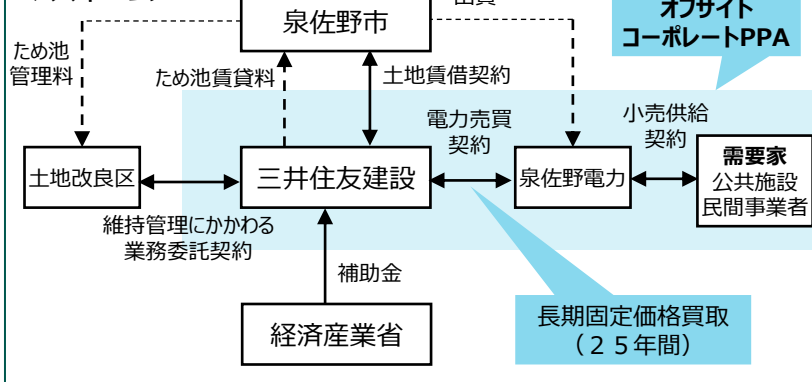 泉佐野市
オフサイト
コーポレートPPA
ため池
管理料
ため池賃貸料
土地賃借契約
電力売買
契約
小売供給
契約
土地改良区
三井住友建設
泉佐野電力
需要家
公共施設
民間事業者
維持管理にかかわる
業務委託契約
補助金
経済産業省
長期固定価格買取
（２５年間）